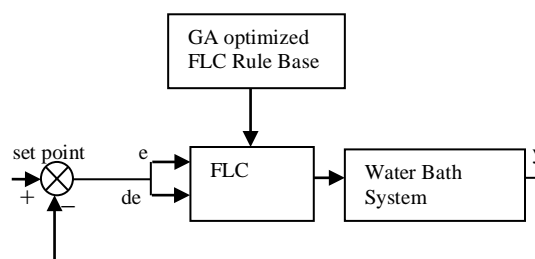 GA optimized
FLC Rule Base
set point
e
de
+
−
FLC
Water Bath
System
y